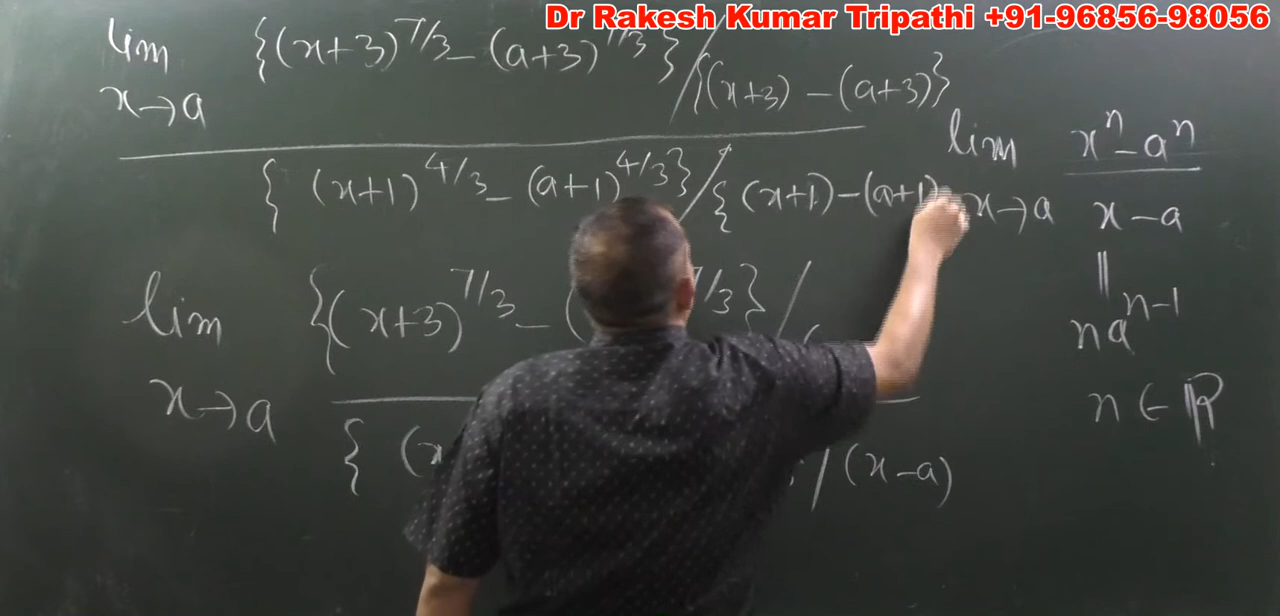 Dr Rakesh Kumar Tripathi +91-96856-98056
lim {(x+3)^7/3 - (a+3)^7/3} / {(x+3) - (a+3)}
x→a
{ (x+1)^4/3 - (a+1)^4/3 } / { (x+1) - (a+1)
lim x→a x^n - a^n
x - a
||
na^n-1
n ∈ ℝ
lim {(x+3)^7/3 - ( 7/3} /
x→a
{ (x / (x-a)